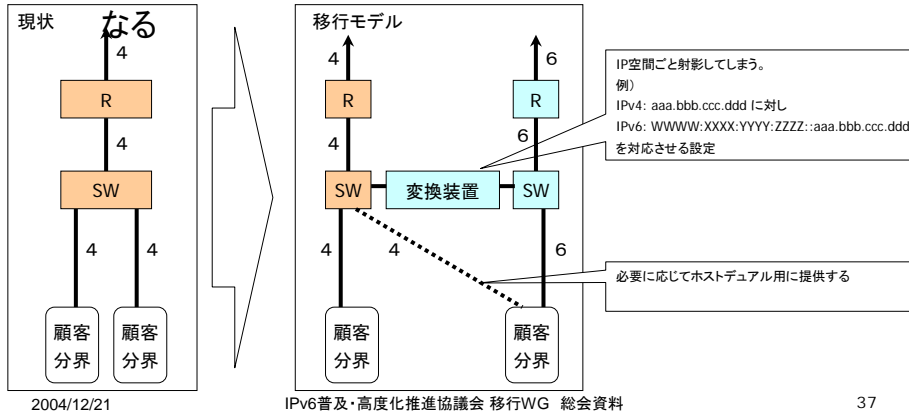 現状
なる
4
R
4
SW
4
4
顧客
分界
顧客
分界
移行モデル
4
6
R
R
4
6
SW
変換装置
SW
4
4
6
顧客
分界
顧客
分界
IP空間ごと射影してしまう。
例）
IPv4: aaa.bbb.ccc.ddd に対し
IPv6: WWWW:XXXX:YYYY:ZZZZ::aaa.bbb.ccc.ddd
を対応させる設定
必要に応じてホストデュアル用に提供する
2004/12/21
IPv6普及・高度化推進協議会 移行WG 総会資料
37